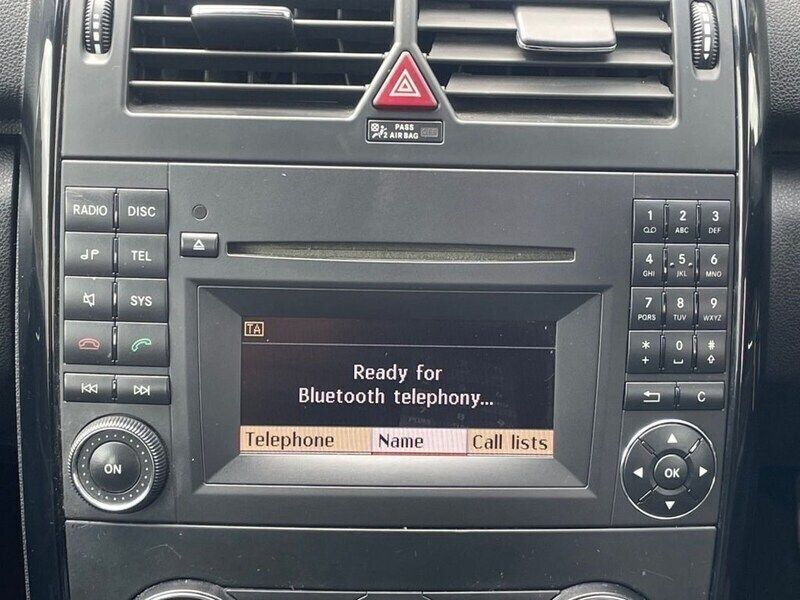 PASS
2 AIR BAG OFF
RADIO DISC
TEL
SYS
ON
TA
Ready for
Bluetooth telephony...
Telephone Name Call lists
1 2 ABC 3 DEF
4 GHI 5 JKL 6 MNO
7 PQRS 8 TUV 9 WXYZ
* + 0 #
C
OK